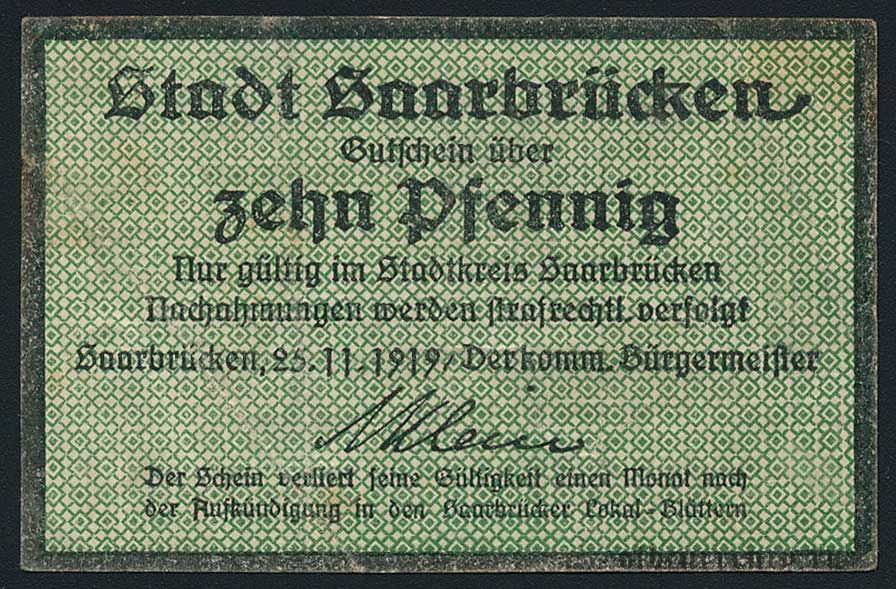 Stadt Saarbrücken
Gutschein über
zehn Pfennig
Nur gültig im Stadtkreis Saarbrücken
Nachahmungen werden strafrechtl. verfolgt
Saarbrücken, 25.11.1919/ Der komm. Bürgermeister
Der Schein verliert seine Gültigkeit einen Monat nach
der Aufkündigung in den Saarbrücker Lokal-Blättern